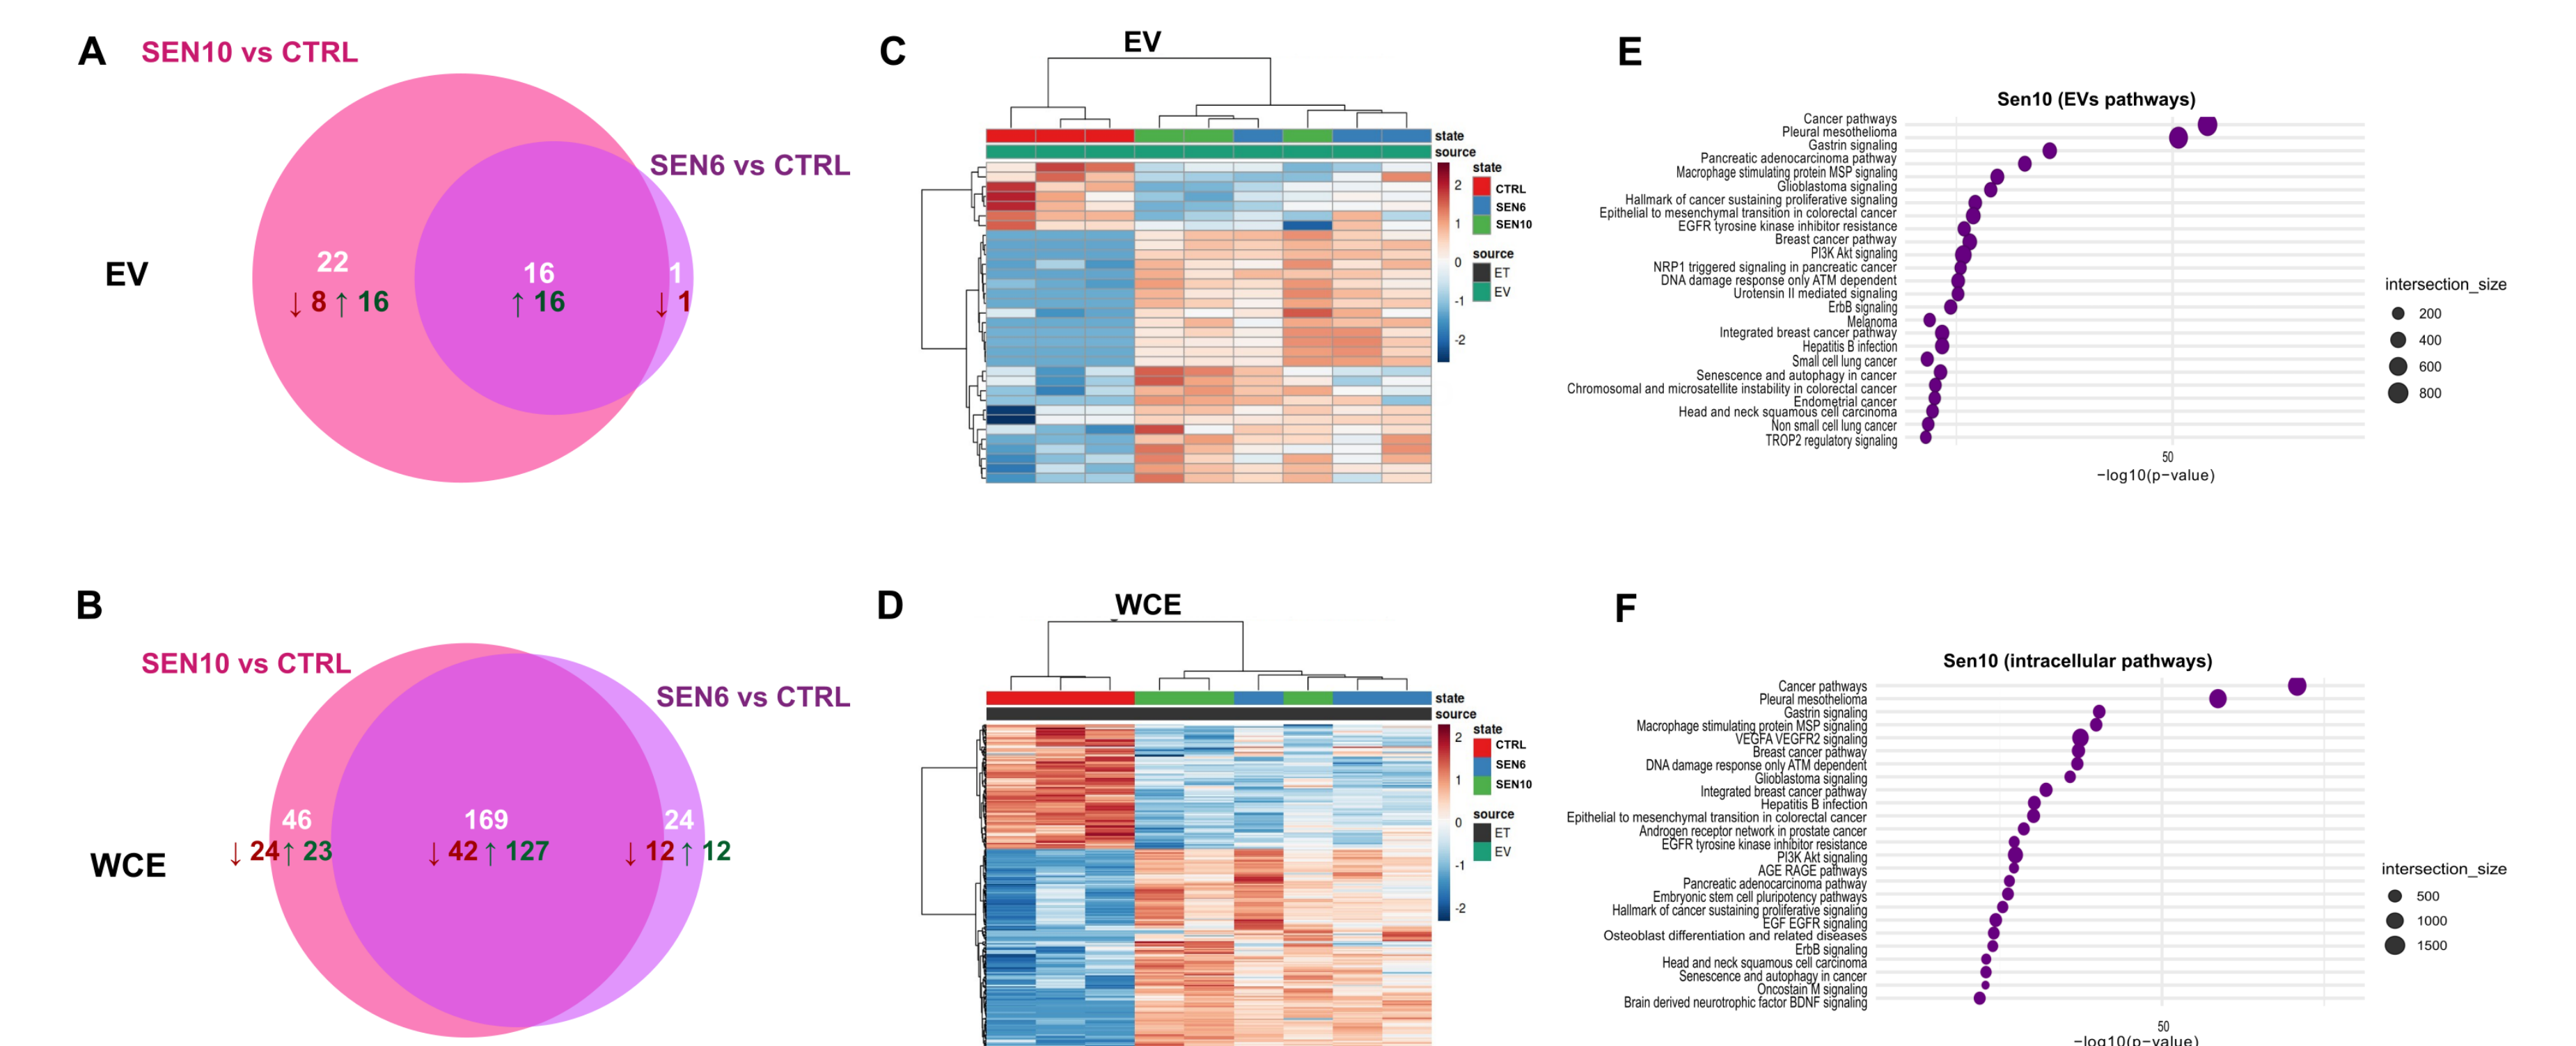 A
SEN10 vs CTRL
SEN6 vs CTRL
EV
22
↓ 8 ↑ 16
16
↑ 16
1
↓ 1
B
SEN10 vs CTRL
SEN6 vs CTRL
WCE
46
↓ 24 ↑ 23
169
↓ 42 ↑ 127
24
↓ 12 ↑ 12
C
EV
state
source
2
1
0
-1
-2
state
CTRL
SEN6
SEN10
source
ET
EV
D
WCE
state
source
2
1
0
-1
-2
state
CTRL
SEN6
SEN10
source
ET
EV
E
Sen10 (EVs pathways)
Cancer pathways
Pleural mesothelioma
Gastrin signaling
Pancreatic adenocarcinoma pathway
Macrophage stimulating protein MSP signaling
Glioblastoma signaling
Hallmark of cancer sustaining proliferative signaling
Epithelial to mesenchymal transition in colorectal cancer
EGFR tyrosine kinase inhibitor resistance
Breast cancer pathway
PI3K Akt signaling
NRP1 triggered signaling in pancreatic cancer
DNA damage response only ATM dependent
Urotensin II mediated signaling
ErbB signaling
Melanoma
Integrated breast cancer pathway
Hepatitis B infection
Small cell lung cancer
Senescence and autophagy in cancer
Chromosomal and microsatellite instability in colorectal cancer
Endometrial cancer
Head and neck squamous cell carcinoma
Non small cell lung cancer
TROP2 regulatory signaling
50
−log10(p−value)
intersection_size
200
400
600
800
F
Sen10 (intracellular pathways)
Cancer pathways
Pleural mesothelioma
Gastrin signaling
Macrophage stimulating protein MSP signaling
VEGFA VEGFR2 signaling
Breast cancer pathway
DNA damage response only ATM dependent
Glioblastoma signaling
Integrated breast cancer pathway
Hepatitis B infection
Epithelial to mesenchymal transition in colorectal cancer
Androgen receptor network in prostate cancer
EGFR tyrosine kinase inhibitor resistance
PI3K Akt signaling
AGE RAGE pathways
Pancreatic adenocarcinoma pathway
Embryonic stem cell pluripotency pathways
Hallmark of cancer sustaining proliferative signaling
EGF EGFR signaling
Osteoblast differentiation and related diseases
ErbB signaling
Head and neck squamous cell carcinoma
Senescence and autophagy in cancer
Oncostain M signaling
Brain derived neurotrophic factor BDNF signaling
50
−log10(p−value)
intersection_size
500
1000
1500